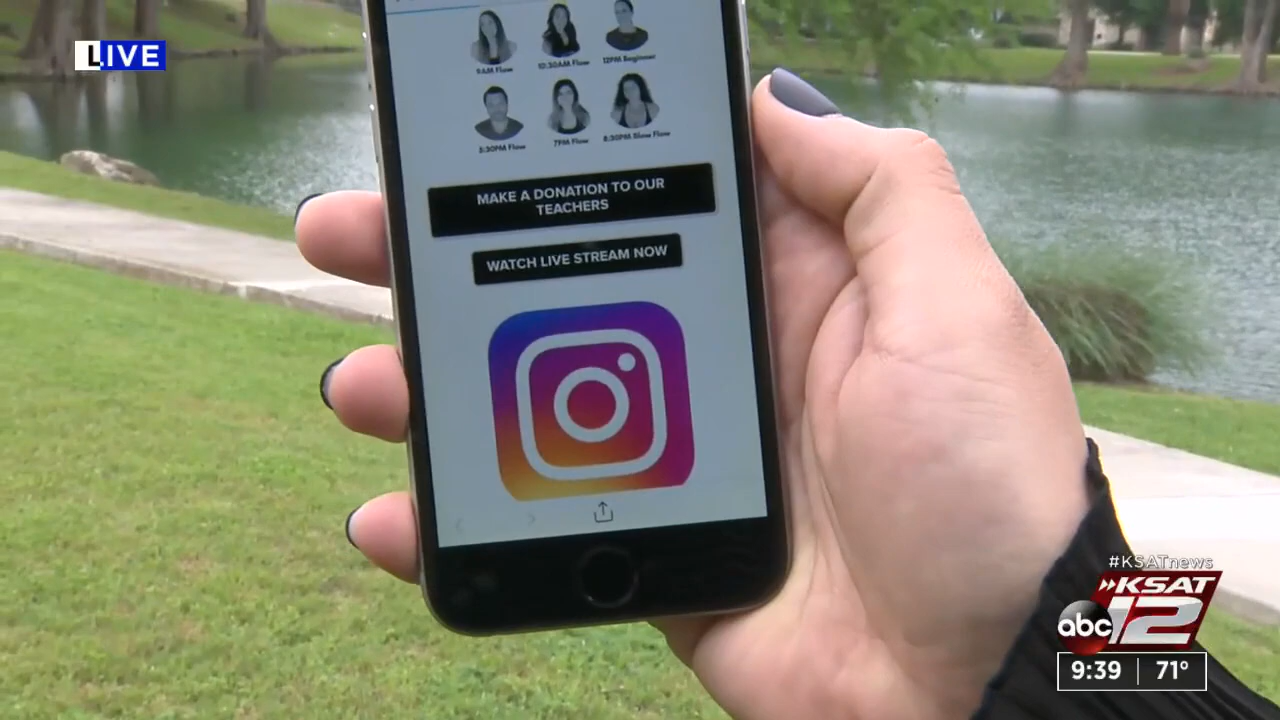 LIVE
9AM Flow
10:30AM Flow
12PM Beginner
5:30PM Flow
7PM Flow
8:30PM Slow Flow
MAKE A DONATION TO OUR
TEACHERS
WATCH LIVE STREAM NOW
#KSATnews
KSAT
abc 12
9:39 71°